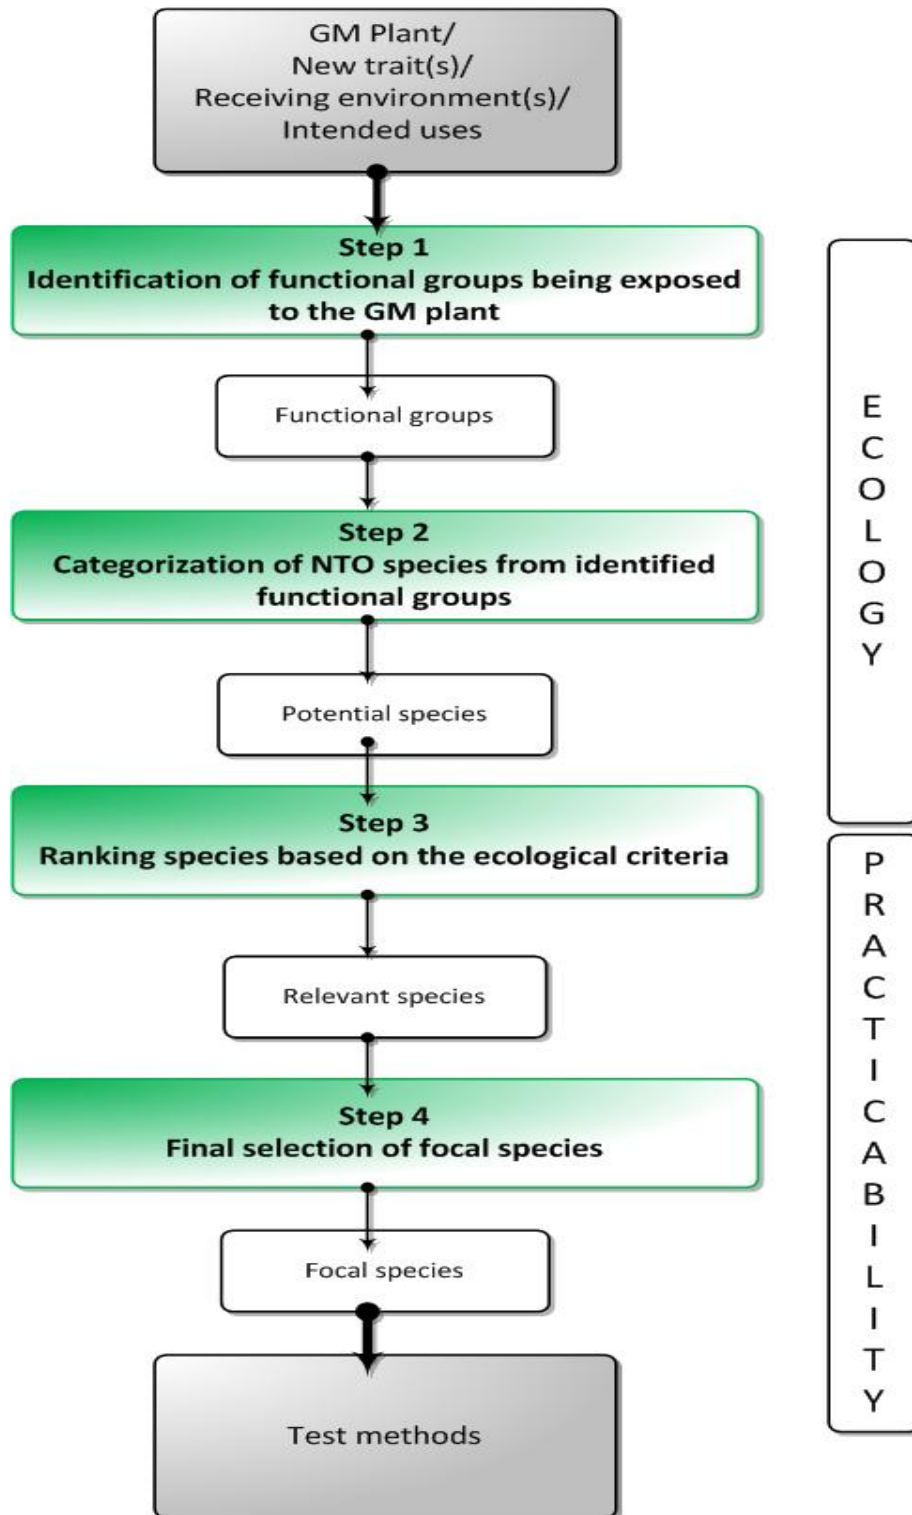 GM Plant/
New trait(s)/
Receiving environment(s)/
Intended uses
Step 1
Identification of functional groups being exposed
to the GM plant
Functional groups
Step 2
Categorization of NTO species from identified
functional groups
Potential species
Step 3
Ranking species based on the ecological criteria
Relevant species
Step 4
Final selection of focal species
Focal species
Test methods
ECOLOGY
PRACTICABILITY